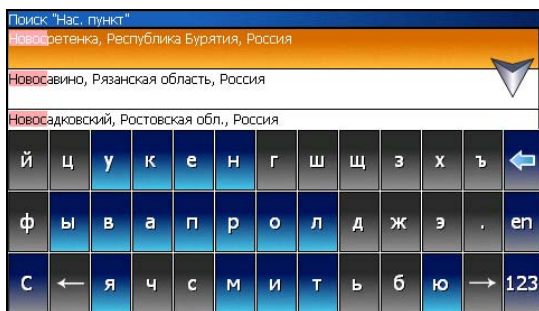 Поиск "Нас. пункт"
Новосретенка, Республика Бурятия, Россия
Новосавино, Рязанская область, Россия
Новосадковский, Ростовская обл., Россия
й ц у к е н г ш щ з х ъ
ф ы в а п р о л д ж э . en
С я ч с м и т ь б ю 123